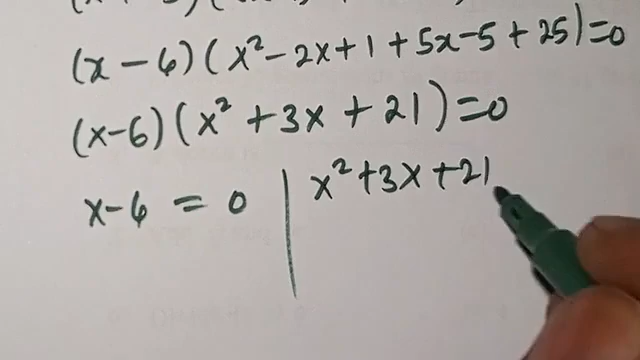 (x-6)(x²-2x+1+5x-5+25)=0
(x-6)(x²+3x+21)=0
x-6=0 | x²+3x+21